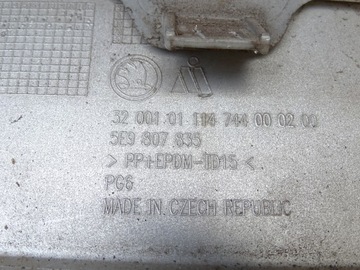 32 001 01 114 744 00 02 00
5E9 807 835
> PP+EPDM-TD15 <
PG6
MADE IN CZECH REPUBLIC